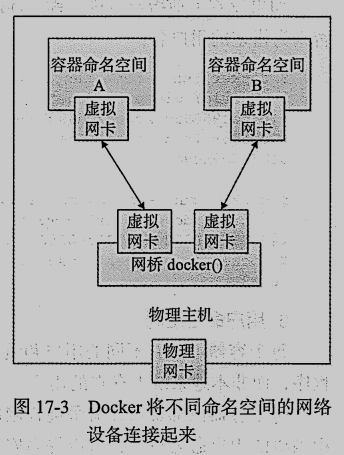 容器命名空间
A
容器命名空间
B
虚拟
网卡
虚拟
网卡
虚拟
网卡
虚拟
网卡
网桥 docker()
物理主机
物理
网卡
图 17-3 Docker 将不同命名空间的网络
设备连接起来